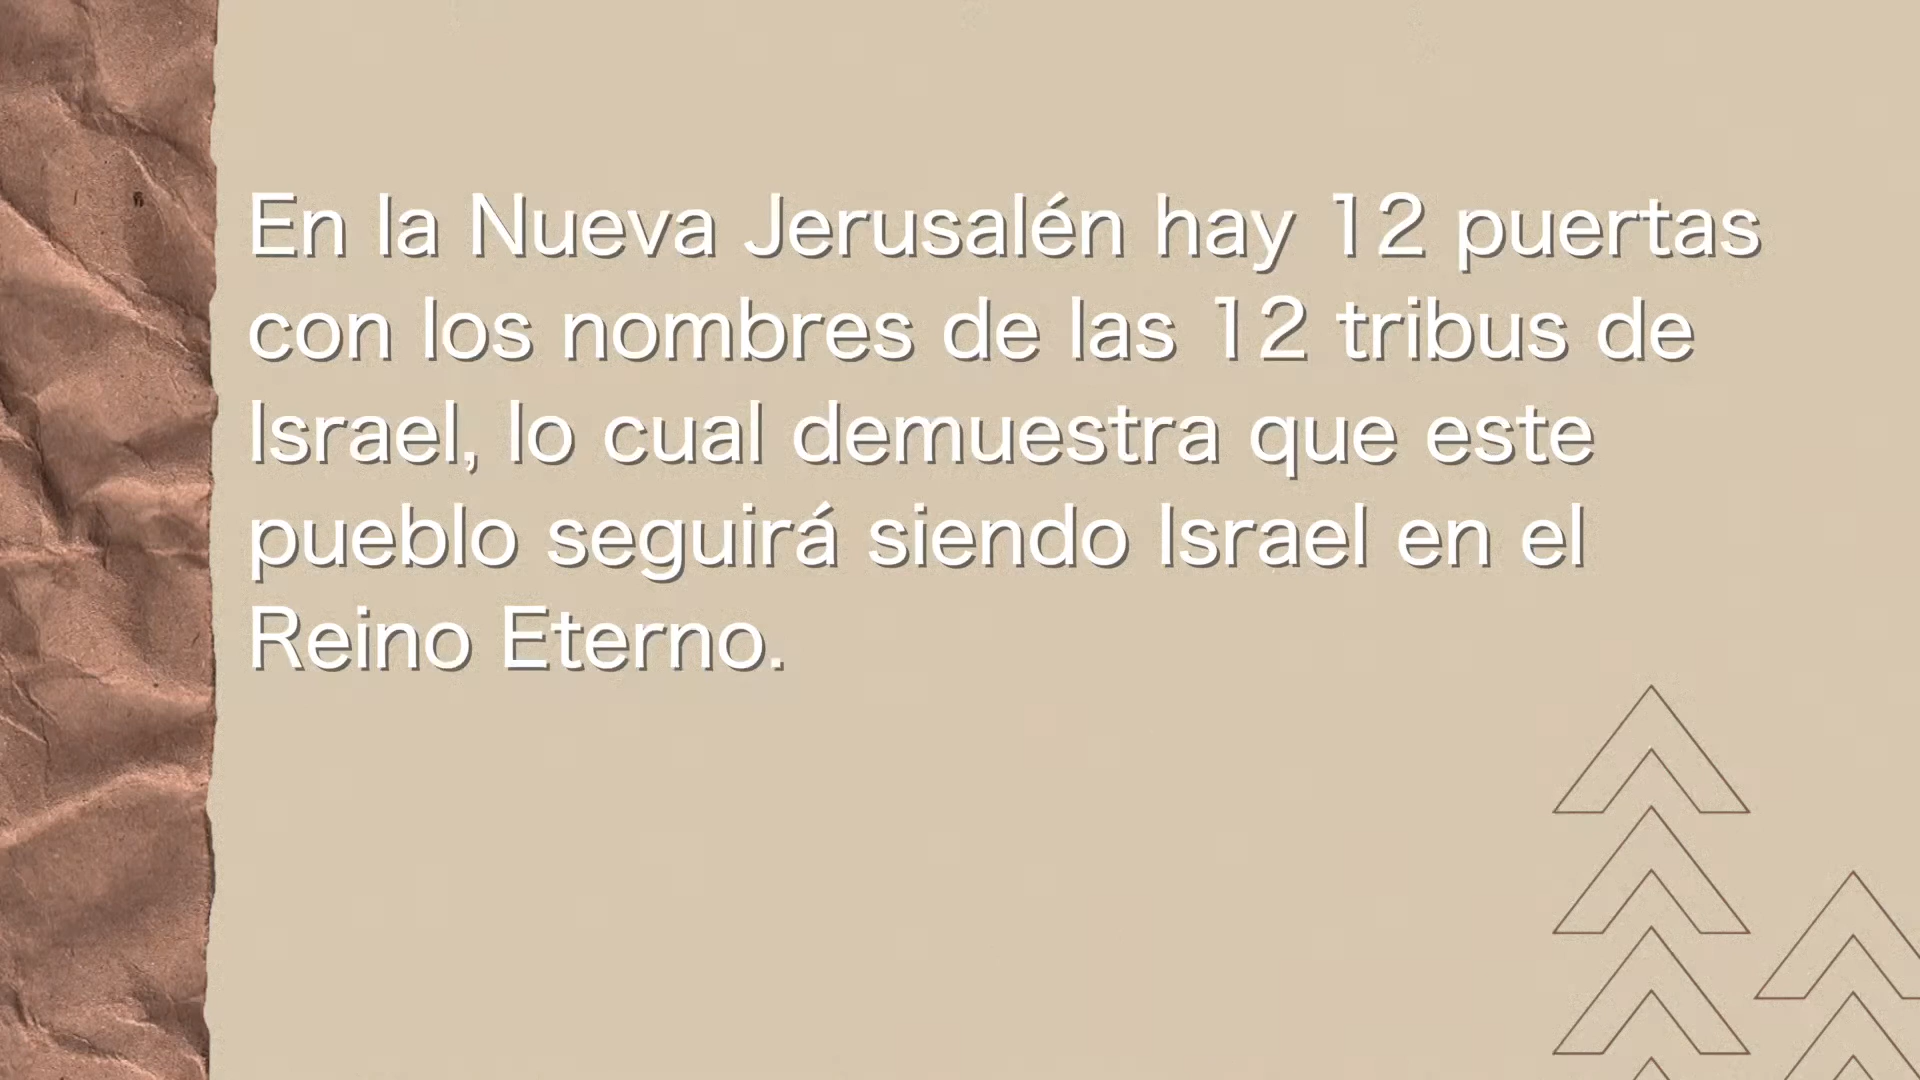 En la Nueva Jerusalén hay 12 puertas
con los nombres de las 12 tribus de
Israel, lo cual demuestra que este
pueblo seguirá siendo Israel en el
Reino Eterno.